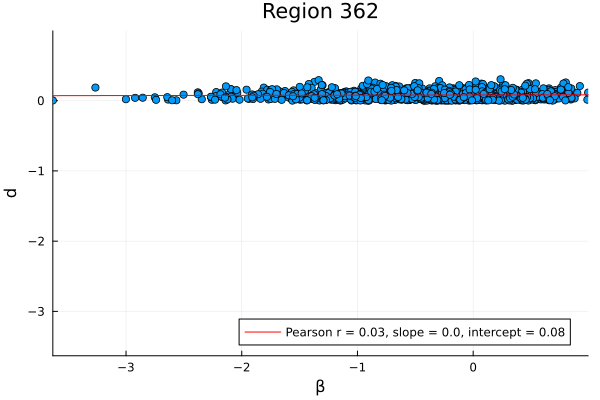 Region 362
d
0
−1
−2
−3
Pearson r = 0.03, slope = 0.0, intercept = 0.08
−3 −2 −1 0
β